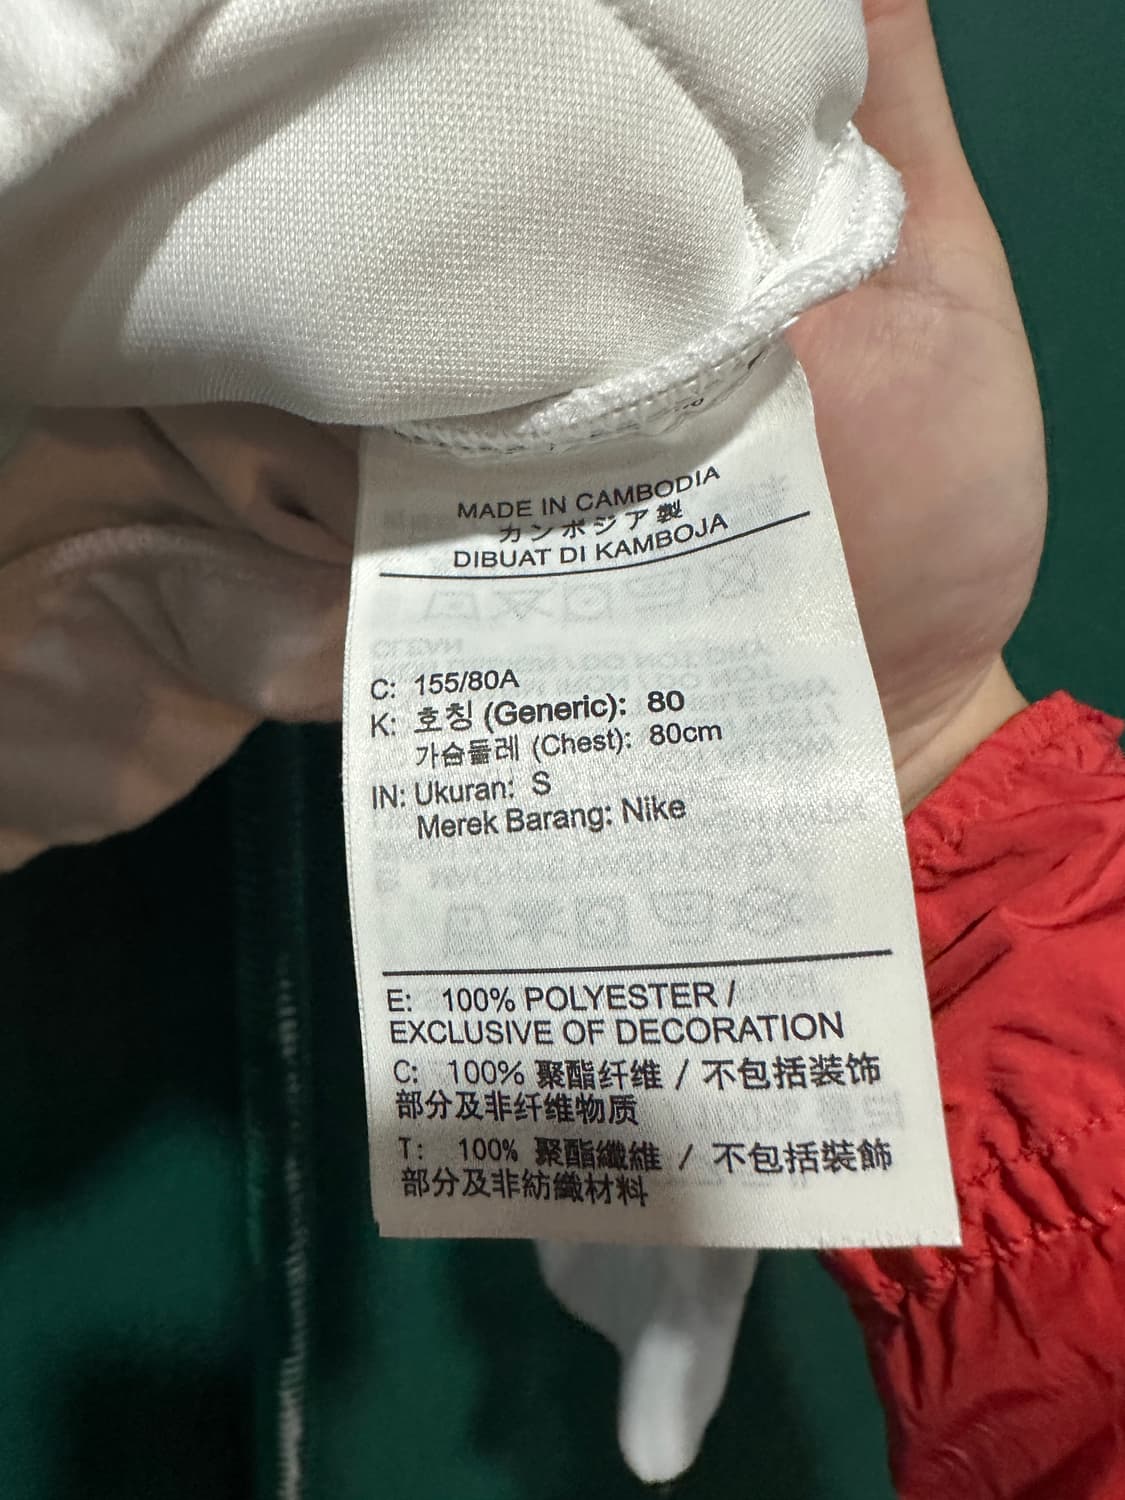 MADE IN CAMBODIA
カンボジア製
DIBUAT DI KAMBOJA
C: 155/80A
K: 호칭 (Generic): 80
가슴둘레 (Chest): 80cm
IN: Ukuran: S
Merek Barang: Nike
E: 100% POLYESTER /
EXCLUSIVE OF DECORATION
C: 100% 聚酯纤维 / 不包括装饰
部分及非纤维物质
T: 100% 聚酯纖維 / 不包括裝飾
部分及非紡織材料